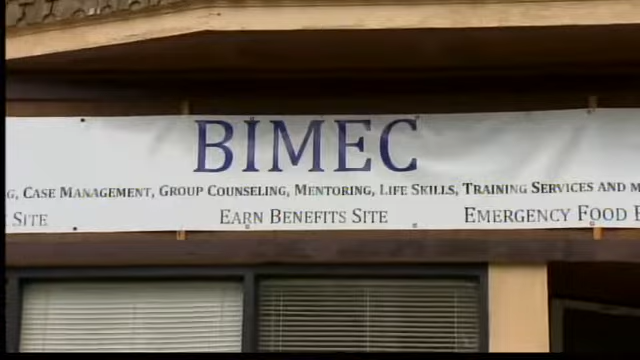 BIMEC
CASE MANAGEMENT, GROUP COUNSELING, MENTORING, LIFE SKILLS, TRAINING SERVICES AND
SITE EARN BENEFITS SITE EMERGENCY FOOD